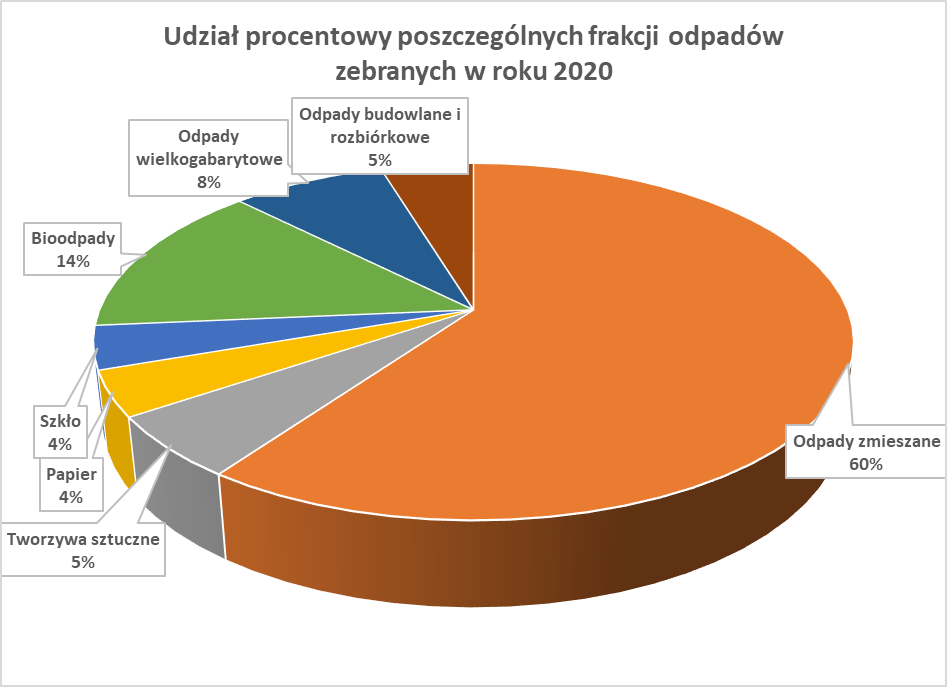 Udział procentowy poszczególnych frakcji odpadów
zebranych w roku 2020
Odpady budowlane i
rozbiórkowe
5%
Odpady
wielkogabarytowe
8%
Bioodpady
14%
Szkło
4%
Papier
4%
Tworzywa sztuczne
5%
Odpady zmieszane
60%